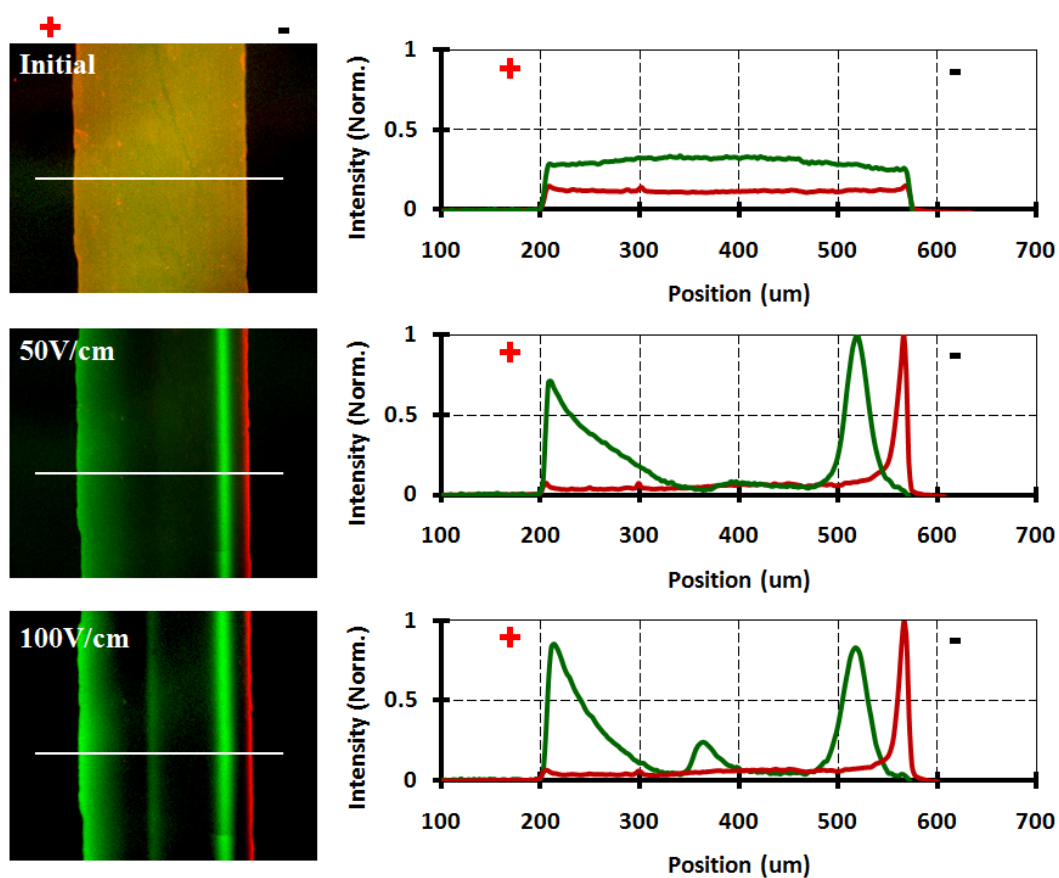 + -
Initial
1
0.5
0
Intensity (Norm.)
+ -
100 200 300 400 500 600 700
Position (um)
50V/cm
1
0.5
0
Intensity (Norm.)
+ -
100 200 300 400 500 600 700
Position (um)
100V/cm
1
0.5
0
Intensity (Norm.)
+ -
100 200 300 400 500 600 700
Position (um)